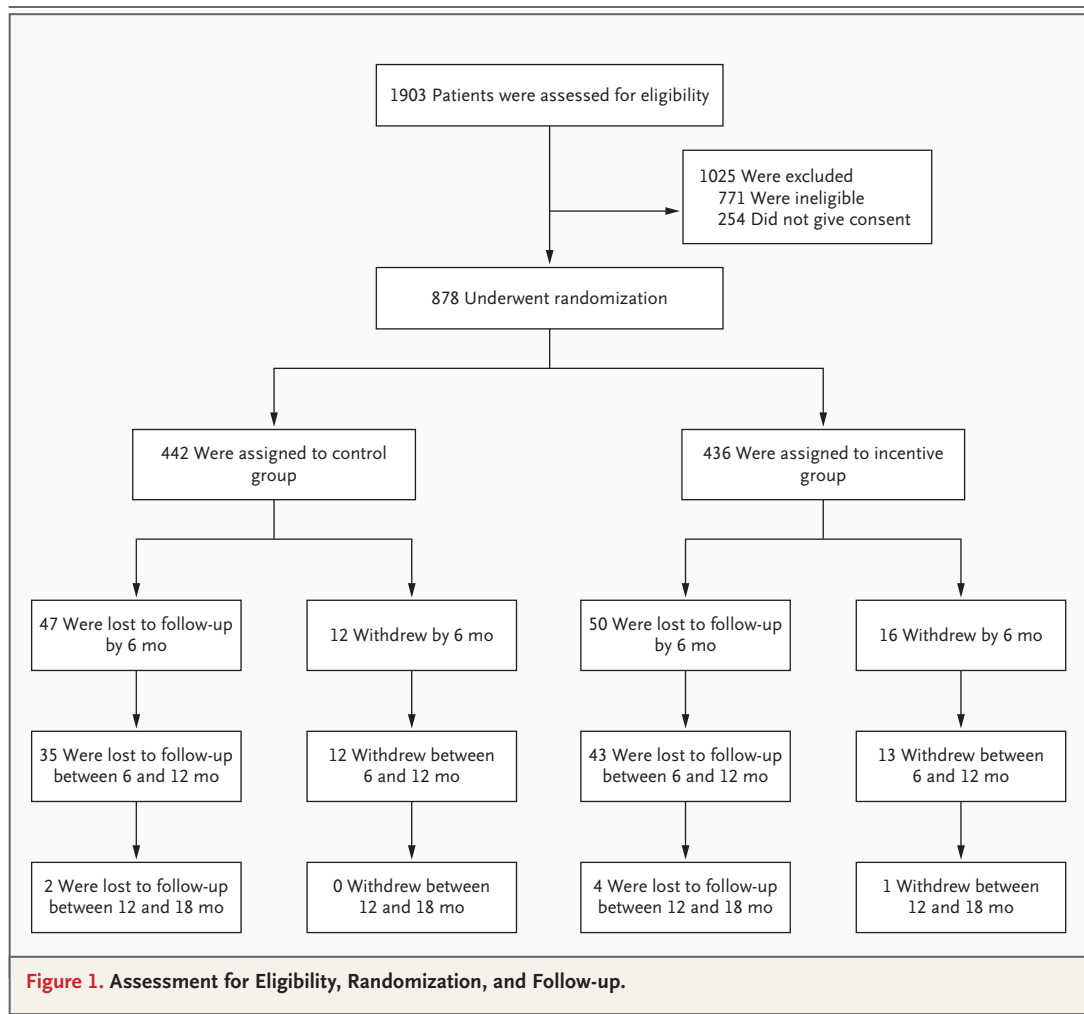 1903 Patients were assessed for eligibility
1025 Were excluded
771 Were ineligible
254 Did not give consent
878 Underwent randomization
442 Were assigned to control
group
436 Were assigned to incentive
group
47 Were lost to follow-up
by 6 mo
12 Withdrew by 6 mo
50 Were lost to follow-up
by 6 mo
16 Withdrew by 6 mo
35 Were lost to follow-up
between 6 and 12 mo
12 Withdrew between
6 and 12 mo
43 Were lost to follow-up
between 6 and 12 mo
13 Withdrew between
6 and 12 mo
2 Were lost to follow-up
between 12 and 18 mo
0 Withdrew between
12 and 18 mo
4 Were lost to follow-up
between 12 and 18 mo
1 Withdrew between
12 and 18 mo
Figure 1. Assessment for Eligibility, Randomization, and Follow-up.